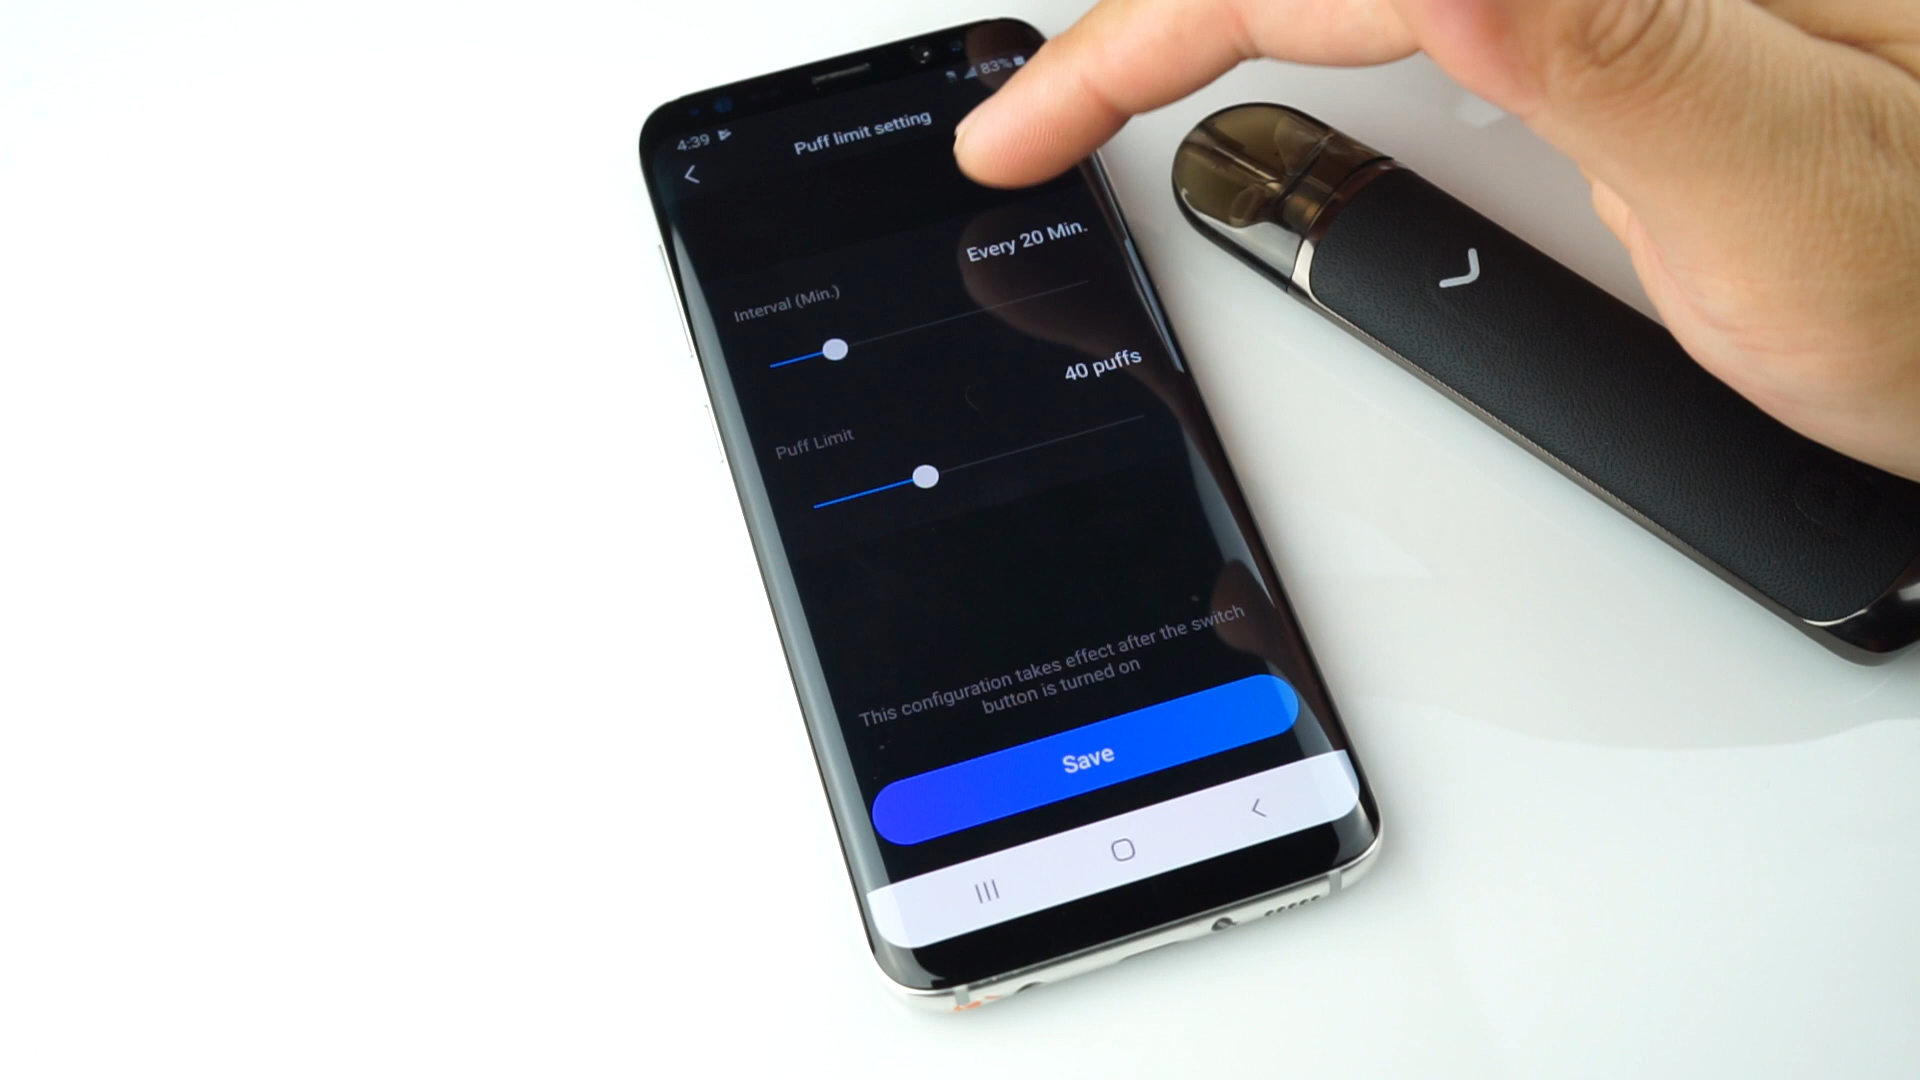 4:39
83%
Puff limit setting
Every 20 Min.
Interval (Min.)
40 puffs
Puff Limit
This configuration takes effect after the switch
button is turned on
Save